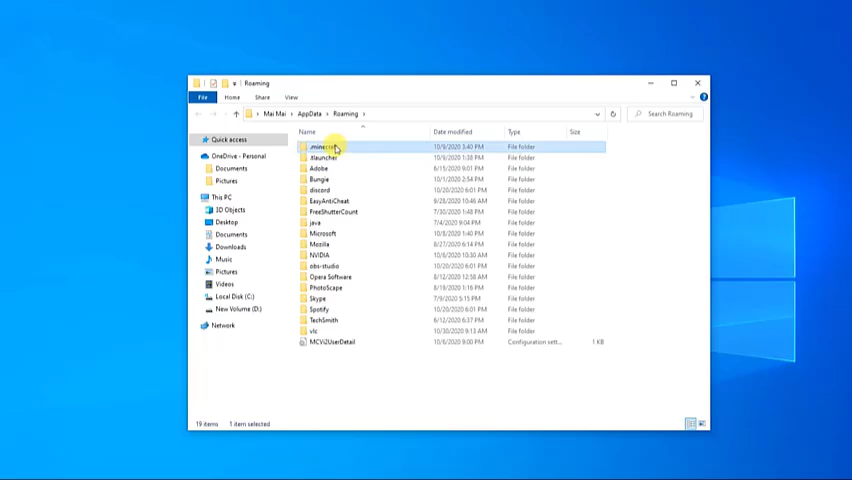 Roaming
File Home Share View
Mai Mai AppData Roaming
Search Roaming
Name Date modified Type Size
Quick access
OneDrive - Personal
Documents
Pictures
This PC
3D Objects
Desktop
Documents
Downloads
Music
Pictures
Videos
Local Disk (C:)
New Volume (D:)
Network
10/9/2020 3:40 PM File folder
.tlauncher 10/8/2020 1:38 PM File folder
Adobe 6/15/2020 9:01 PM File folder
Bungie 10/1/2020 2:54 PM File folder
discord 10/20/2020 6:01 PM File folder
EasyAntiCheat 9/28/2020 10:46 AM File folder
FreeShutterCount 7/30/2020 1:48 PM File folder
java 7/4/2020 9:04 PM File folder
Microsoft 10/8/2020 1:40 PM File folder
Mozilla 8/27/2020 6:14 PM File folder
NVIDIA 10/6/2020 10:30 AM File folder
obs-studio 10/20/2020 6:01 PM File folder
Opera Software 8/12/2020 12:58 AM File folder
PhotoScape 8/18/2020 1:16 PM File folder
Skype 7/9/2020 5:15 PM File folder
Spotify 10/20/2020 6:01 PM File folder
TechSmith 6/12/2020 6:37 PM File folder
vlc 10/30/2020 9:13 AM File folder
MCVi2UserDetail 10/6/2020 9:00 PM Configuration sett... 1 KB
19 items 1 item selected